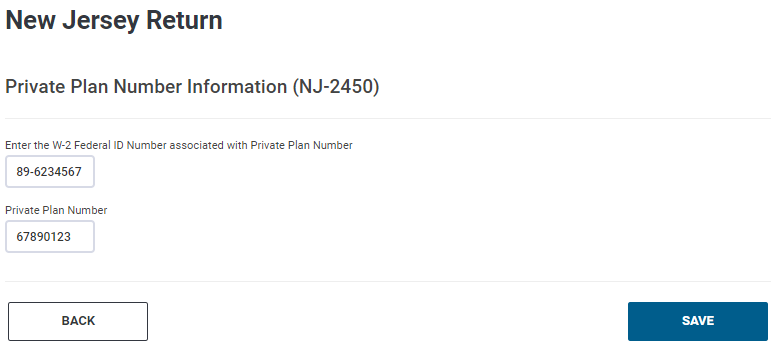 New Jersey Return
Private Plan Number Information (NJ-2450)
Enter the W-2 Federal ID Number associated with Private Plan Number
89-6234567
Private Plan Number
67890123
BACK
SAVE